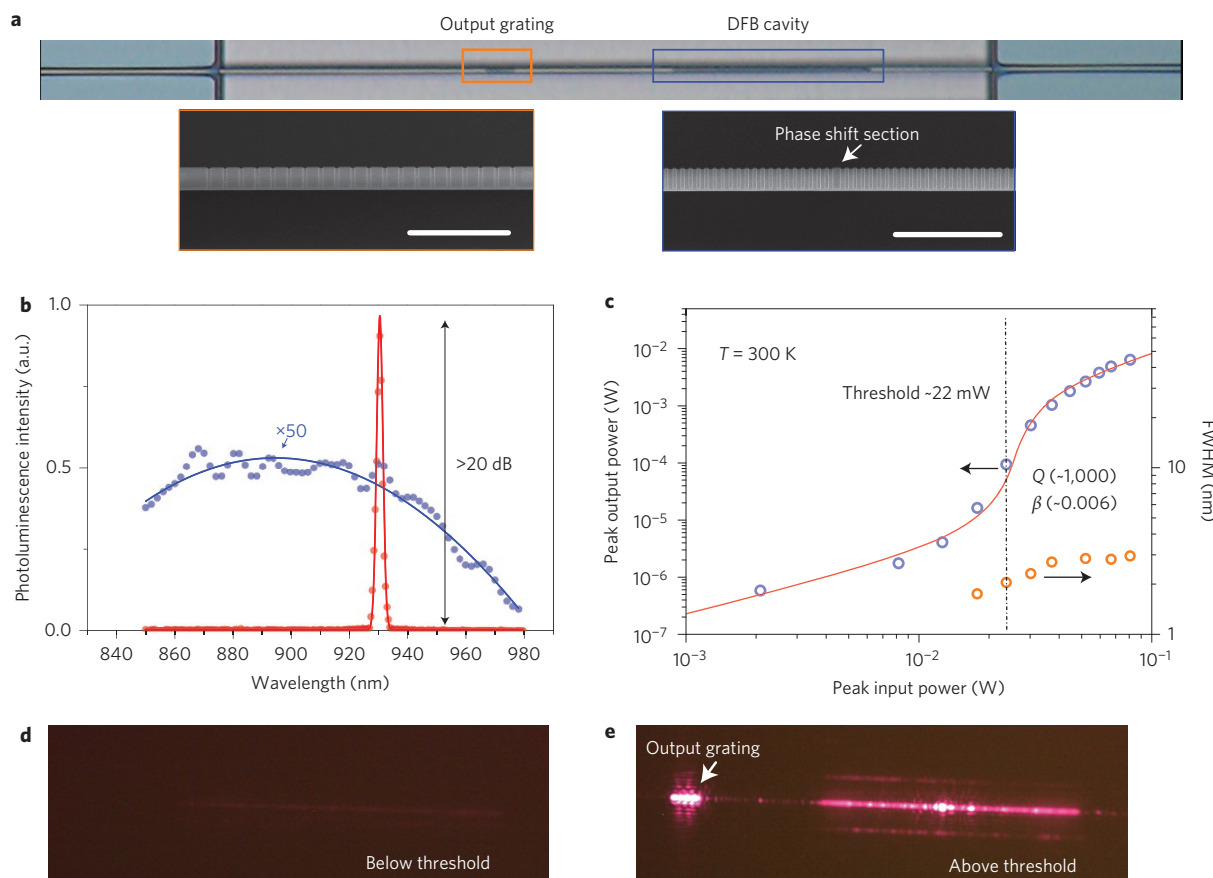 a
Output grating
DFB cavity
Phase shift section
b
Photoluminescence intensity (a.u.)
1.0
0.5
0.0
×50
>20 dB
840 860 880 900 920 940 960 980
Wavelength (nm)
c
Peak output power (W)
10⁻²
10⁻³
10⁻⁴
10⁻⁵
10⁻⁶
10⁻⁷
T = 300 K
Threshold ~22 mW
Q (~1,000)
β (~0.006)
10
1
FWHM (nm)
10⁻³ 10⁻² 10⁻¹
Peak input power (W)
d
Below threshold
e
Output grating
Above threshold